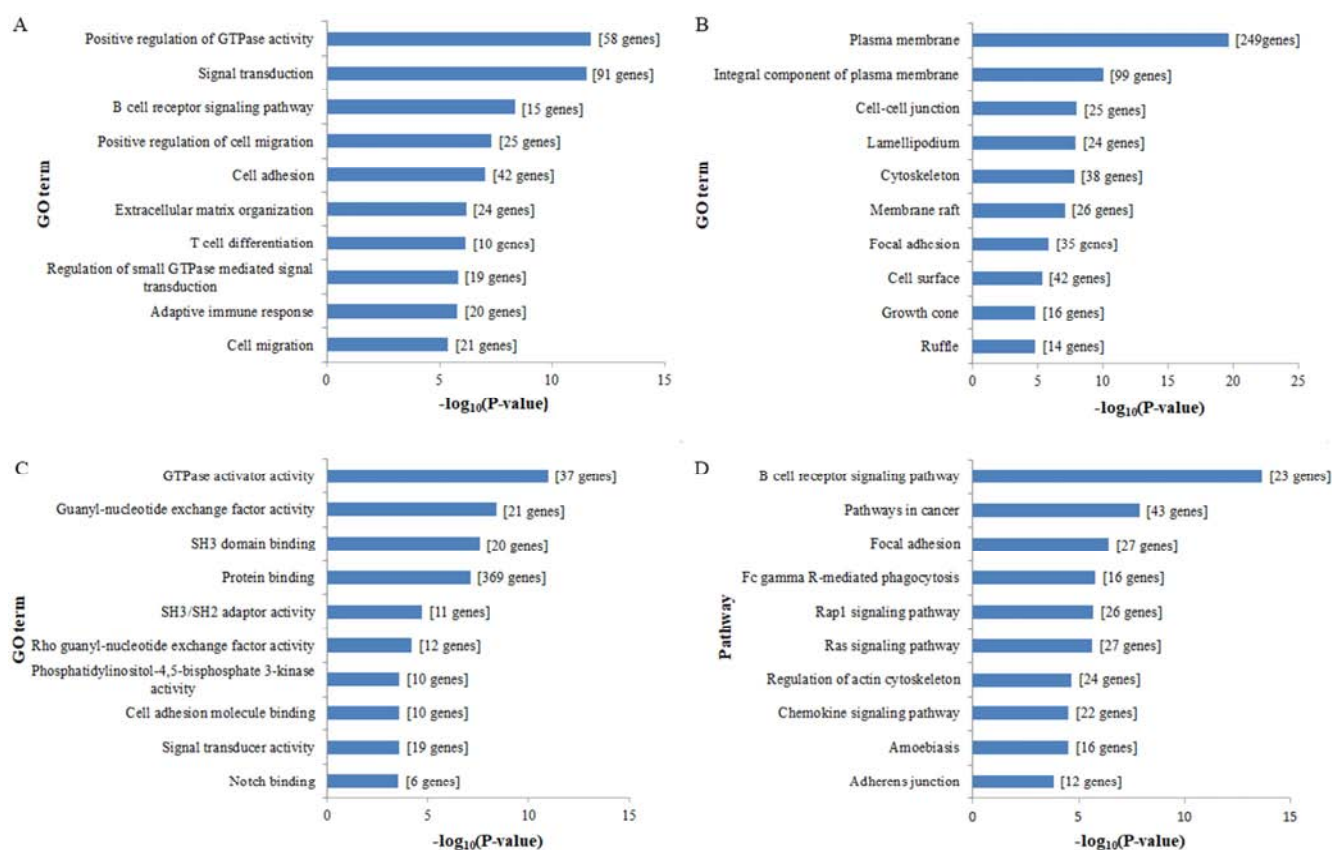 A
Positive regulation of GTPase activity
[58 genes]
Signal transduction
[91 genes]
B cell receptor signaling pathway
[15 genes]
Positive regulation of cell migration
[25 genes]
Cell adhesion
[42 genes]
Extracellular matrix organization
[24 genes]
T cell differentiation
[10 genes]
Regulation of small GTPase mediated signal
transduction
[19 genes]
Adaptive immune response
[20 genes]
Cell migration
[21 genes]
GO term
0 5 10 15
-log10(P-value)
B
Plasma membrane
[249genes]
Integral component of plasma membrane
[99 genes]
Cell-cell junction
[25 genes]
Lamellipodium
[24 genes]
Cytoskeleton
[38 genes]
Membrane raft
[26 genes]
Focal adhesion
[35 genes]
Cell surface
[42 genes]
Growth cone
[16 genes]
Ruffle
[14 genes]
GO term
0 5 10 15 20 25
-log10(P-value)
C
GTPase activator activity
[37 genes]
Guanyl-nucleotide exchange factor activity
[21 genes]
SH3 domain binding
[20 genes]
Protein binding
[369 genes]
SH3/SH2 adaptor activity
[11 genes]
Rho guanyl-nucleotide exchange factor activity
[12 genes]
Phosphatidylinositol-4,5-bisphosphate 3-kinase
activity
[10 genes]
Cell adhesion molecule binding
[10 genes]
Signal transducer activity
[19 genes]
Notch binding
[6 genes]
GO term
0 5 10 15
-log10(P-value)
D
B cell receptor signaling pathway
[23 genes]
Pathways in cancer
[43 genes]
Focal adhesion
[27 genes]
Fc gamma R-mediated phagocytosis
[16 genes]
Rap1 signaling pathway
[26 genes]
Ras signaling pathway
[27 genes]
Regulation of actin cytoskeleton
[24 genes]
Chemokine signaling pathway
[22 genes]
Amoebiasis
[16 genes]
Adherens junction
[12 genes]
Pathway
0 5 10 15
-log10(P-value)